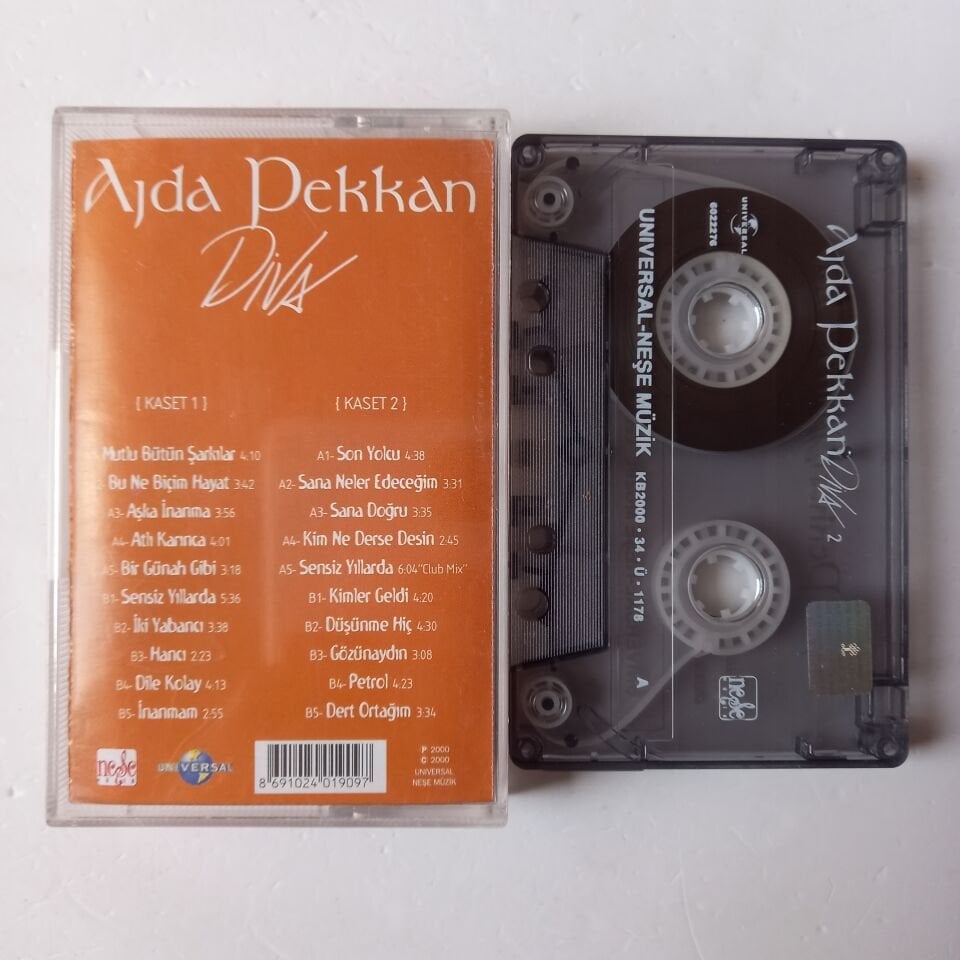 Ajda Pekkan
Diva
{ KASET 1 }
Mutlu Bütün Şarkılar 4:10
2- Bu Ne Biçim Hayat 3:42
A3- Aşka İnanma 3:56
A4- Atlı Karınca 4:01
A5- Bir Günah Gibi 3:18
B1- Sensiz Yıllarda 5:36
B2- İki Yabancı 3:38
B3- Hancı 2:23
B4- Dile Kolay 4:13
B5- İnanmam 2:55
{ KASET 2 }
A1- Son Yolcu 4:38
A2- Sana Neler Edeceğim 3:31
A3- Sana Doğru 3:35
A4- Kim Ne Derse Desin 2:45
A5- Sensiz Yıllarda 6:04 "Club Mix"
B1- Kimler Geldi 4:20
B2- Düşünme Hiç 4:30
B3- Gözünaydın 3:08
B4- Petrol 4:23
B5- Dert Ortağım 3:34
neşe
müzik
UNIVERSAL
8 691024 019097
P 2000
C 2000
UNIVERSAL
NEŞE MÜZİK
Ajda Pekkan Diva 2
UNIVERSAL
6022276
UNIVERSAL-NEŞE MÜZİK KB2000 • 34 • Ü • 1178 A
neşe
müzik